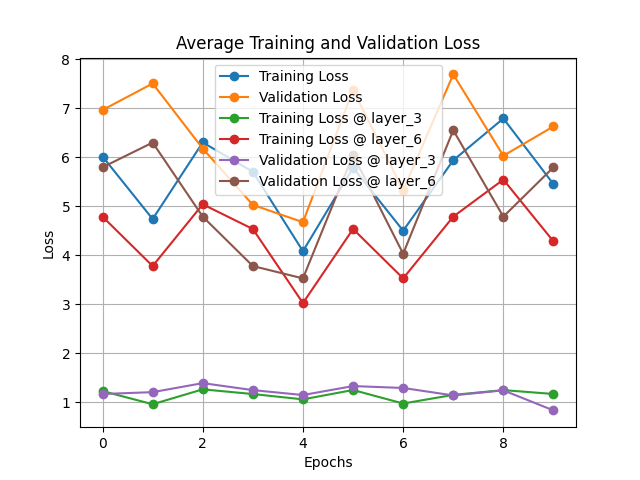 Average Training and Validation Loss
8
7
6
5
4
3
2
1
Loss
Training Loss
Validation Loss
Training Loss @ layer_3
Training Loss @ layer_6
Validation Loss @ layer_3
Validation Loss @ layer_6
0 2 4 6 8
Epochs